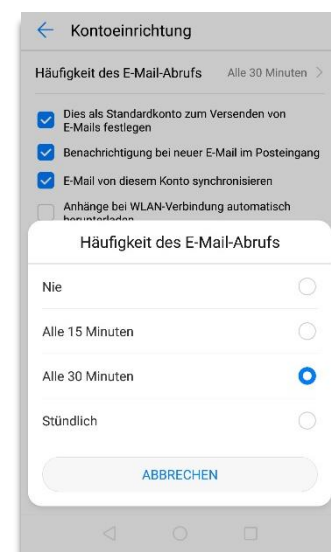 Kontoeinrichtung
Häufigkeit des E-Mail-Abrufs Alle 30 Minuten
Dies als Standardkonto zum Versenden von
E-Mails festlegen
Benachrichtigung bei neuer E-Mail im Posteingang
E-Mail von diesem Konto synchronisieren
Anhänge bei WLAN-Verbindung automatisch
herunterladen
Häufigkeit des E-Mail-Abrufs
Nie
Alle 15 Minuten
Alle 30 Minuten
Stündlich
ABBRECHEN